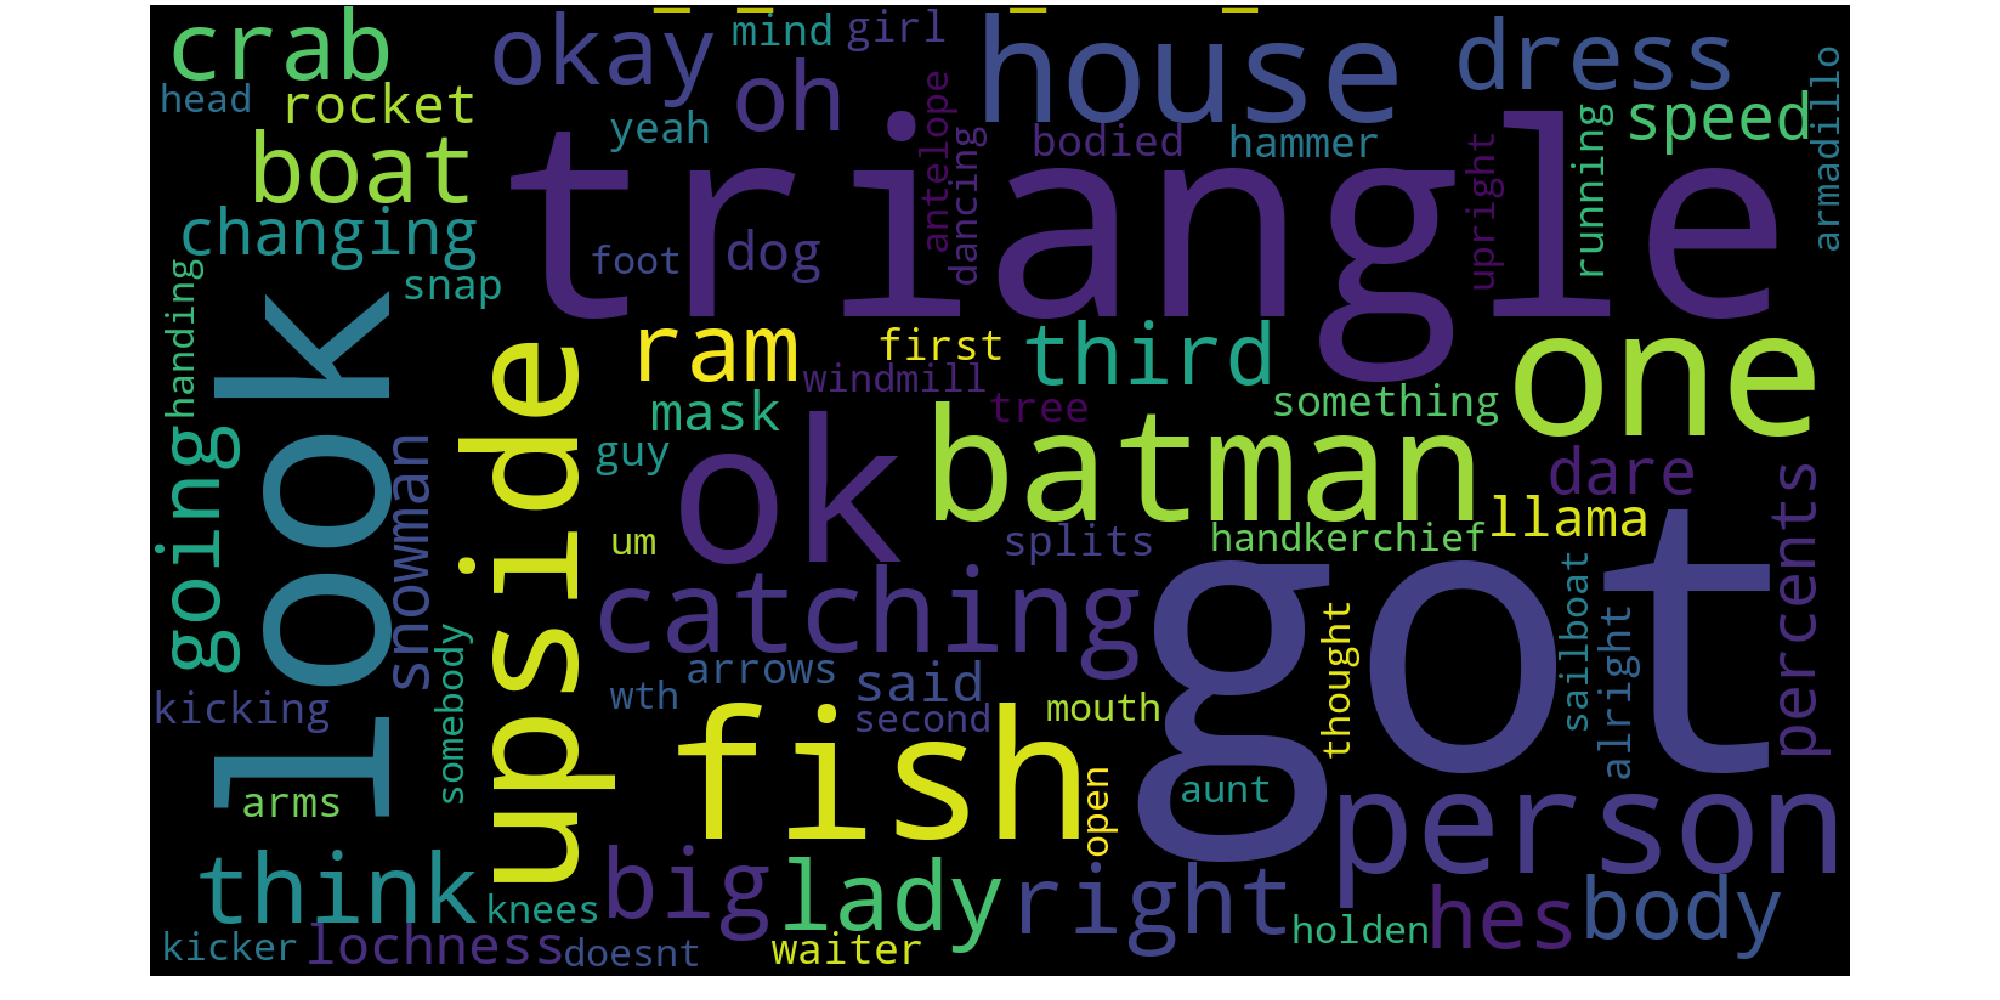 crab
okay
mind
girl
house
dress
armadillo
head
rocket
oh
speed
yeah
antelope
dancing
bodied
hammer
upright
running
boat
triangle
changing
foot
dog
snap
handing
look
upside
ram
first
third
one
windmill
mask
tree
something
going
snowman
guy
ok
batman
dare
percents
llama
um
splits
handkerchief
got
catching
sailboat
thought
alright
somebody
arrows
said
wth
second
mouth
kicking
fish
open
aunt
arms
person
think
knees
big
lady
right
holden
hes
body
kicker
lochness
doesnt
waiter